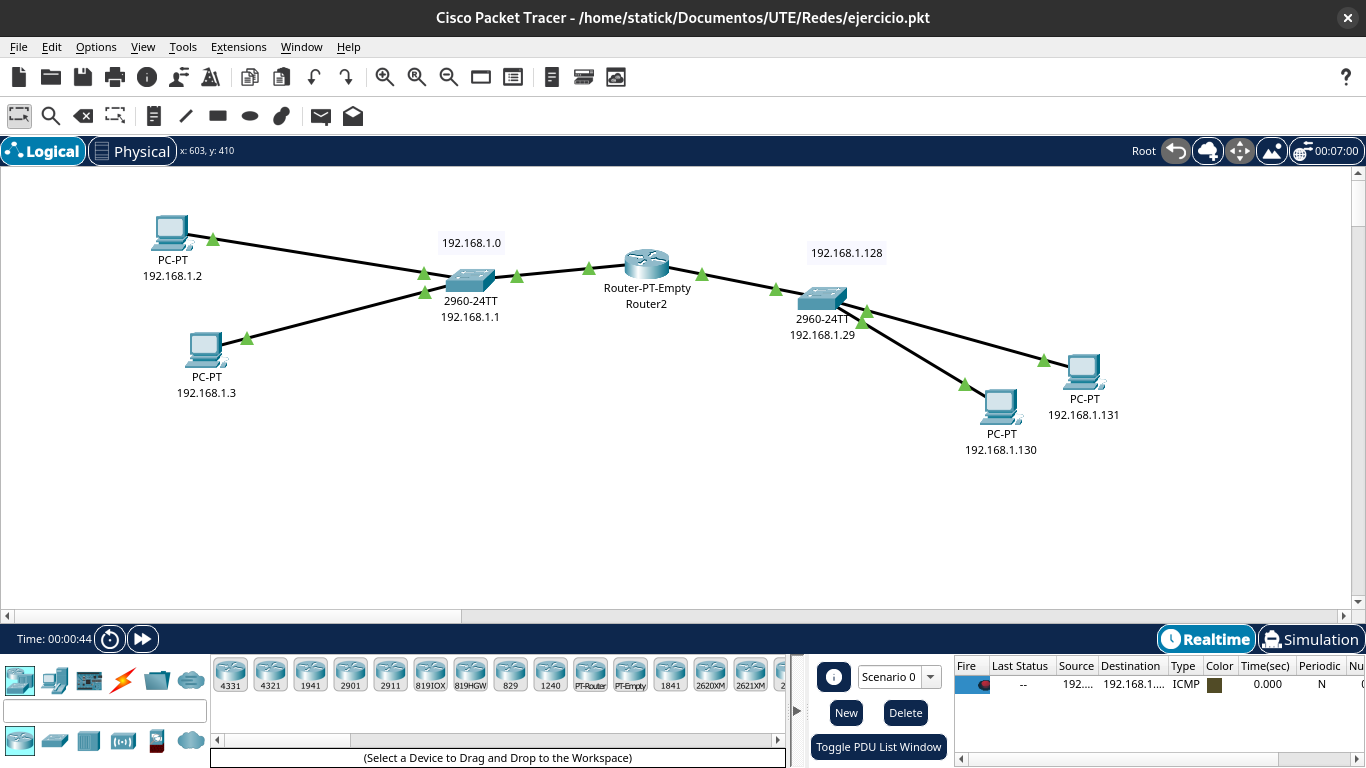 Cisco Packet Tracer - /home/statick/Documentos/UTE/Redes/ejercicio.pkt
File Edit Options View Tools Extensions Window Help
?
Logical Physical x: 603, y: 410 Root 00:07:00
PC-PT
192.168.1.2
192.168.1.0
2960-24TT
192.168.1.1
Router-PT-Empty
Router2
192.168.1.128
2960-24TT
192.168.1.29
PC-PT
192.168.1.3
PC-PT
192.168.1.131
PC-PT
192.168.1.130
Time: 00:00:44 Realtime Simulation
4331 4321 1941 2901 2911 819IOX 819HGW 829 1240 PT-Router PT-Empty 1841 2620XM 2621XM 2
(Select a Device to Drag and Drop to the Workspace)
Scenario 0
New Delete
Toggle PDU List Window
Fire Last Status Source Destination Type Color Time(sec) Periodic Nu
-- 192.... 192.168.1.... ICMP 0.000 N